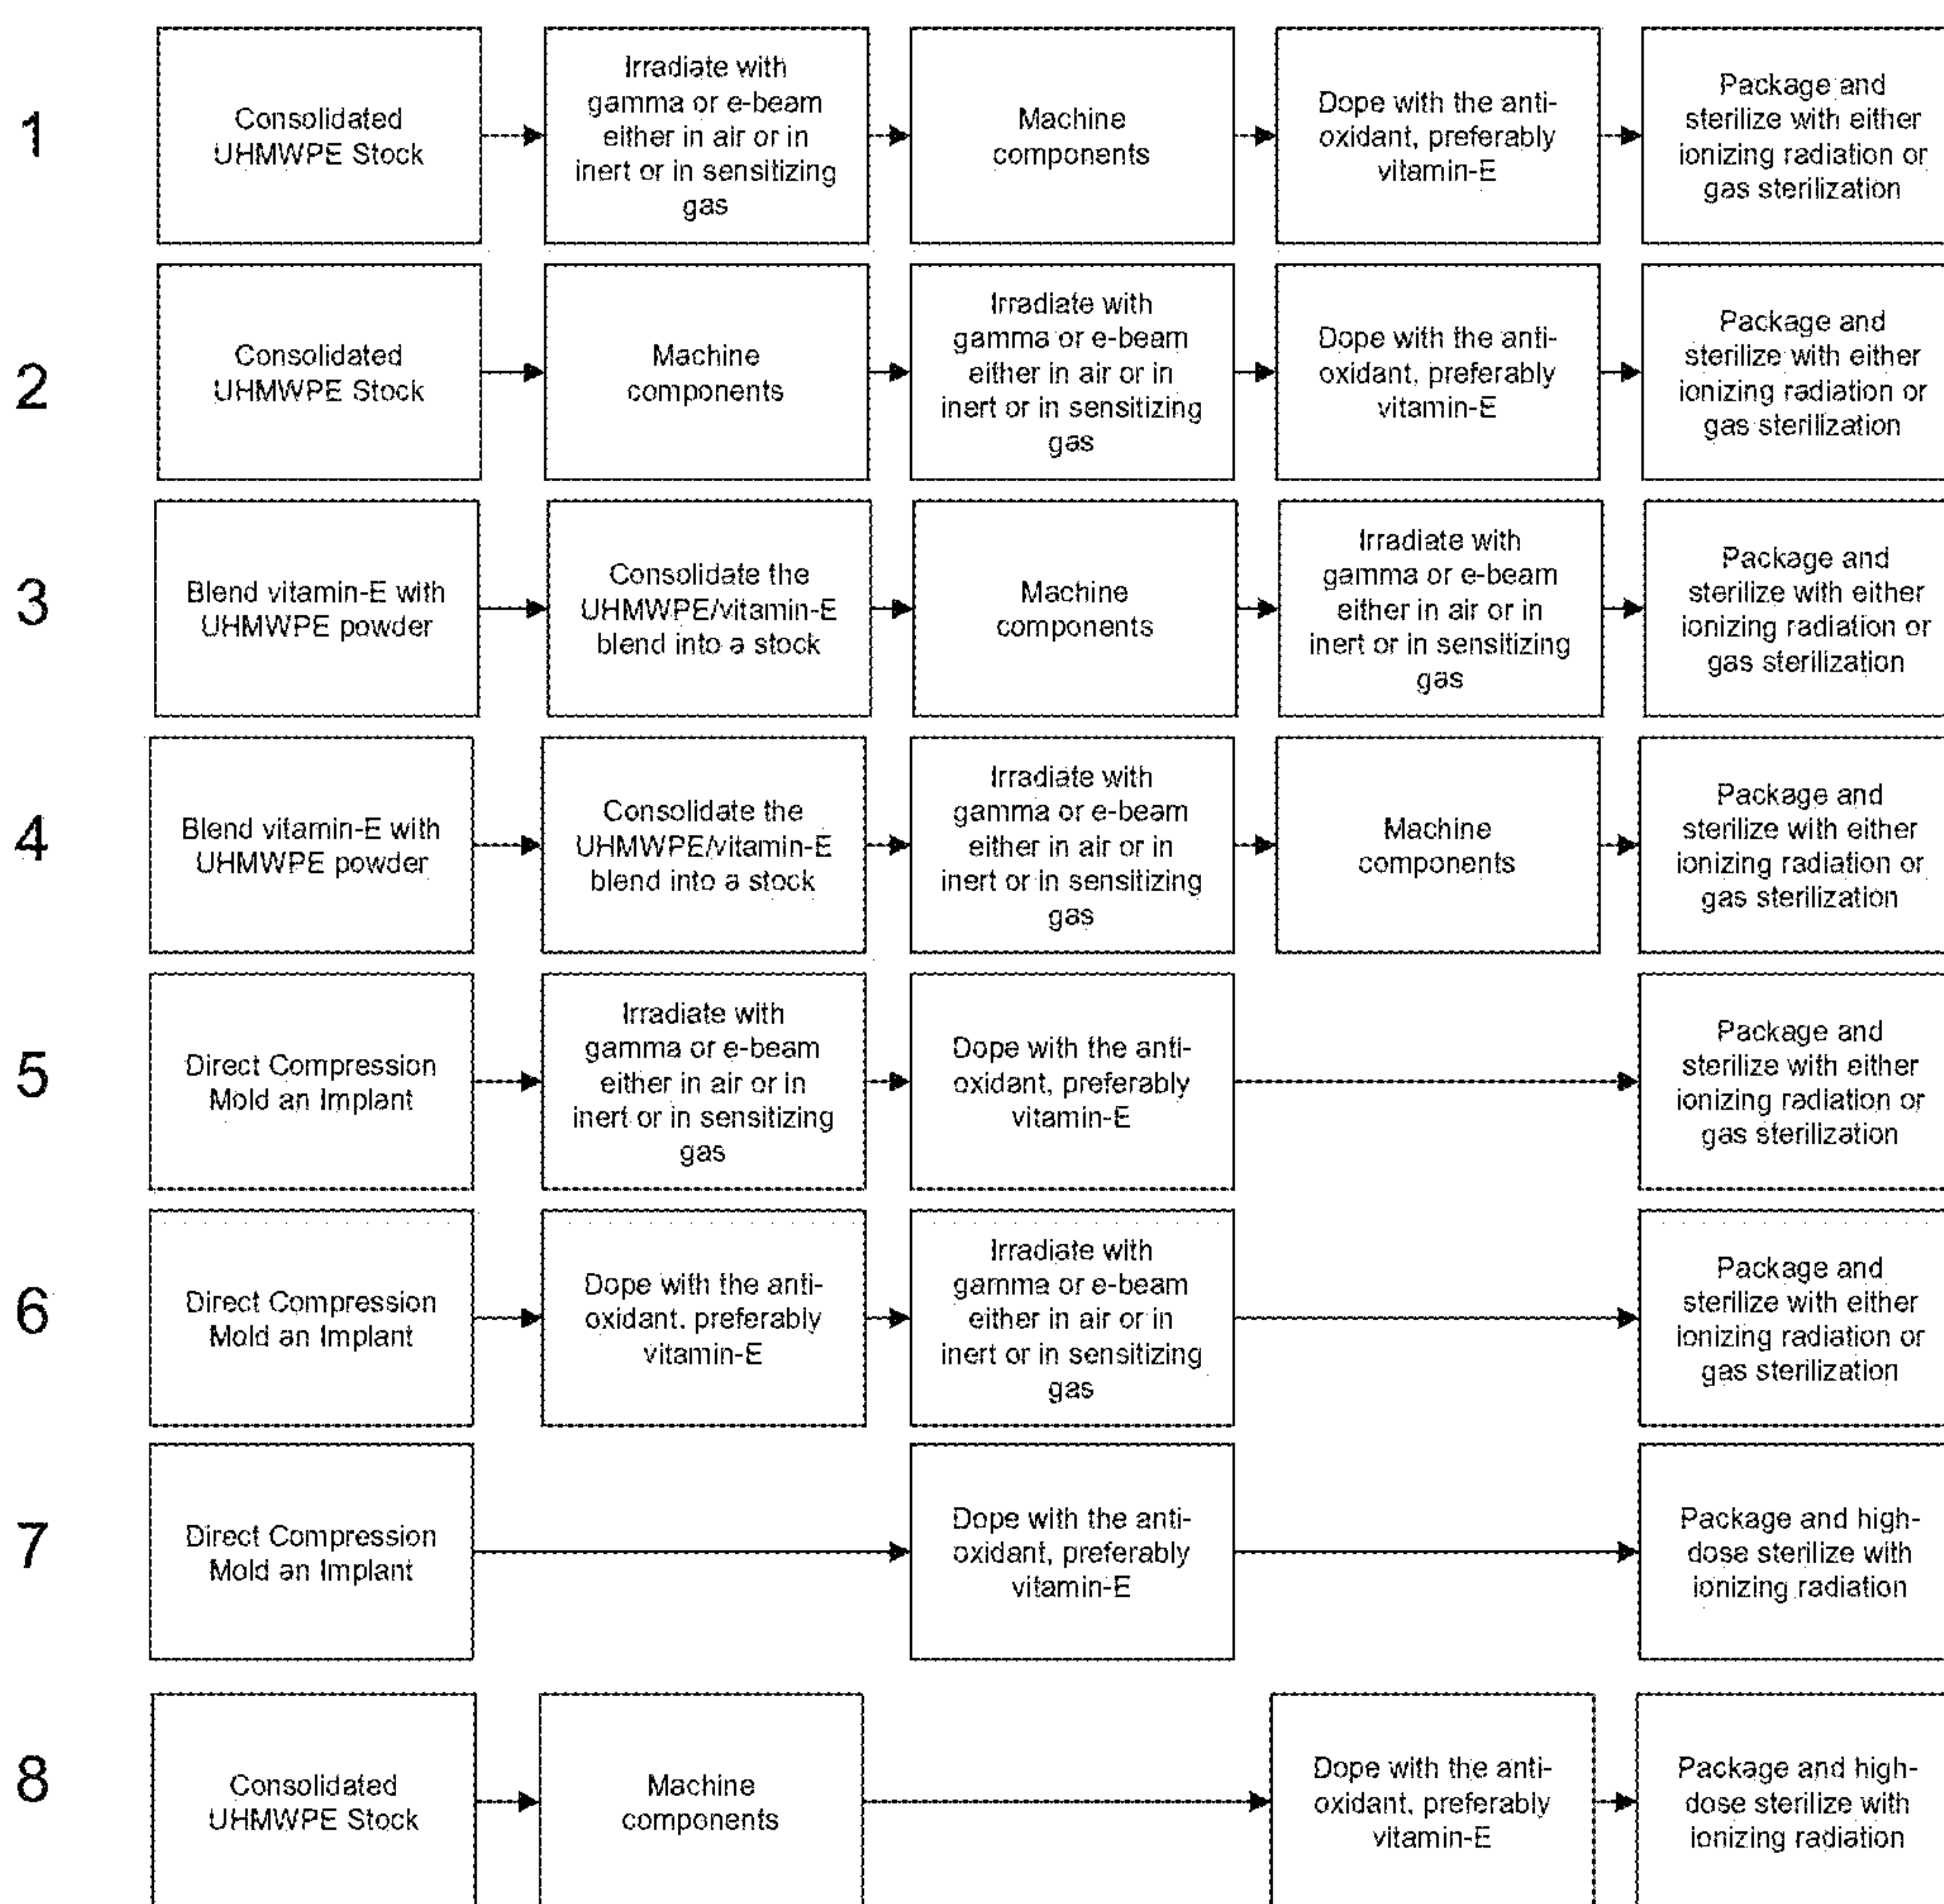 1
Consolidated
UHMWPE Stock
Irradiate with
gamma or e-beam
either in air or in
inert or in sensitizing
gas
Machine
components
Dope with the anti-
oxidant, preferably
vitamin-E
Package and
sterilize with either
ionizing radiation or
gas sterilization
2
Consolidated
UHMWPE Stock
Machine
components
Irradiate with
gamma or e-beam
either in air or in
inert or in sensitizing
gas
Dope with the anti-
oxidant, preferably
vitamin-E
Package and
sterilize with either
ionizing radiation or
gas sterilization
3
Blend vitamin-E with
UHMWPE powder
Consolidate the
UHMWPE/vitamin-E
blend into a stock
Machine
components
Irradiate with
gamma or e-beam
either in air or in
inert or in sensitizing
gas
Package and
sterilize with either
ionizing radiation or
gas sterilization
4
Blend vitamin-E with
UHMWPE powder
Consolidate the
UHMWPE/vitamin-E
blend into a stock
Irradiate with
gamma or e-beam
either in air or in
inert or in sensitizing
gas
Machine
components
Package and
sterilize with either
ionizing radiation or
gas sterilization
5
Direct Compression
Mold an Implant
Irradiate with
gamma or e-beam
either in air or in
inert or in sensitizing
gas
Dope with the anti-
oxidant, preferably
vitamin-E
Package and
sterilize with either
ionizing radiation or
gas sterilization
6
Direct Compression
Mold an Implant
Dope with the anti-
oxidant, preferably
vitamin-E
Irradiate with
gamma or e-beam
either in air or in
inert or in sensitizing
gas
Package and
sterilize with either
ionizing radiation or
gas sterilization
7
Direct Compression
Mold an Implant
Dope with the anti-
oxidant, preferably
vitamin-E
Package and high-
dose sterilize with
ionizing radiation
8
Consolidated
UHMWPE Stock
Machine
components
Dope with the anti-
oxidant, preferably
vitamin-E
Package and high-
dose sterilize with
ionizing radiation